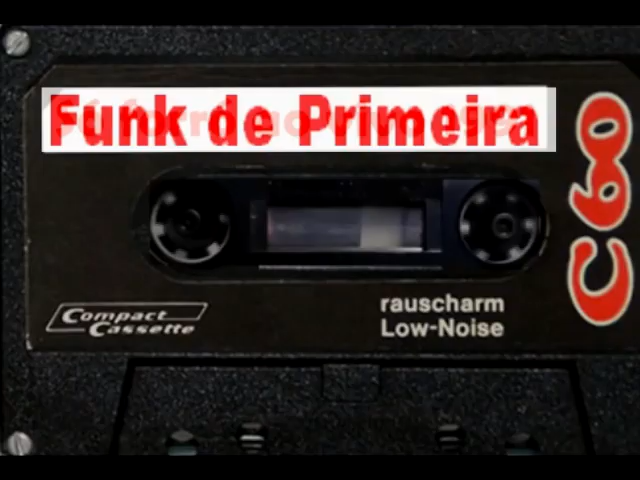 Funk de Primeira
C60
Compact
Cassette
rauscharm
Low-Noise